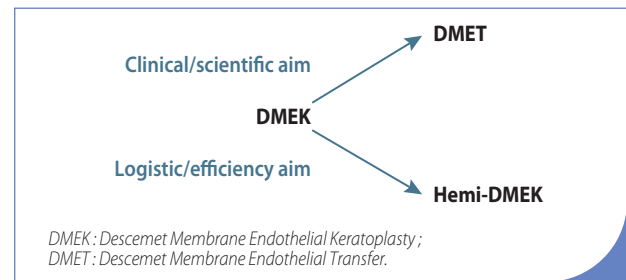 DMET
Clinical/scientific aim
DMEK
Logistic/efficiency aim
Hemi-DMEK
DMEK : Descemet Membrane Endothelial Keratoplasty ;
DMET : Descemet Membrane Endothelial Transfer.